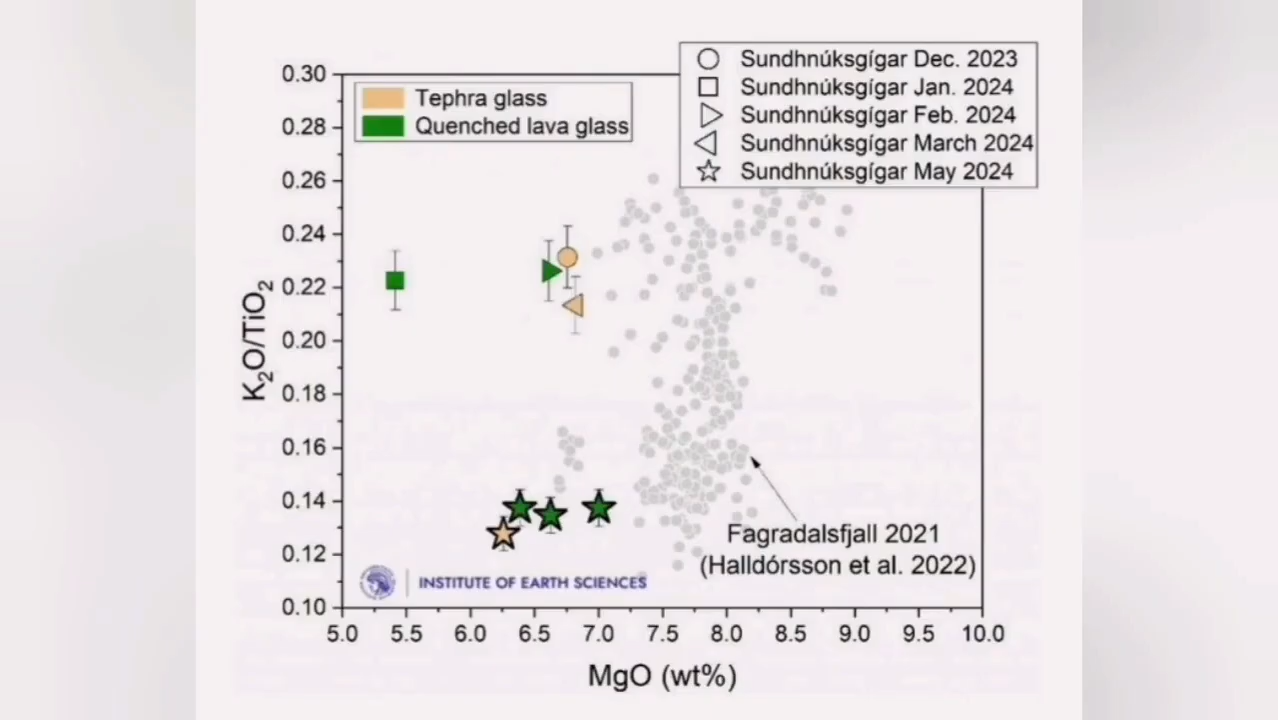 Sundhnúksgígar Dec. 2023
Sundhnúksgígar Jan. 2024
Sundhnúksgígar Feb. 2024
Sundhnúksgígar March 2024
Sundhnúksgígar May 2024
Tephra glass
Quenched lava glass
0.30
0.28
0.26
0.24
0.22
0.20
0.18
0.16
0.14
0.12
0.10
K₂O/TiO₂
Fagradalsfjall 2021
(Halldórsson et al. 2022)
INSTITUTE OF EARTH SCIENCES
5.0 5.5 6.0 6.5 7.0 7.5 8.0 8.5 9.0 9.5 10.0
MgO (wt%)